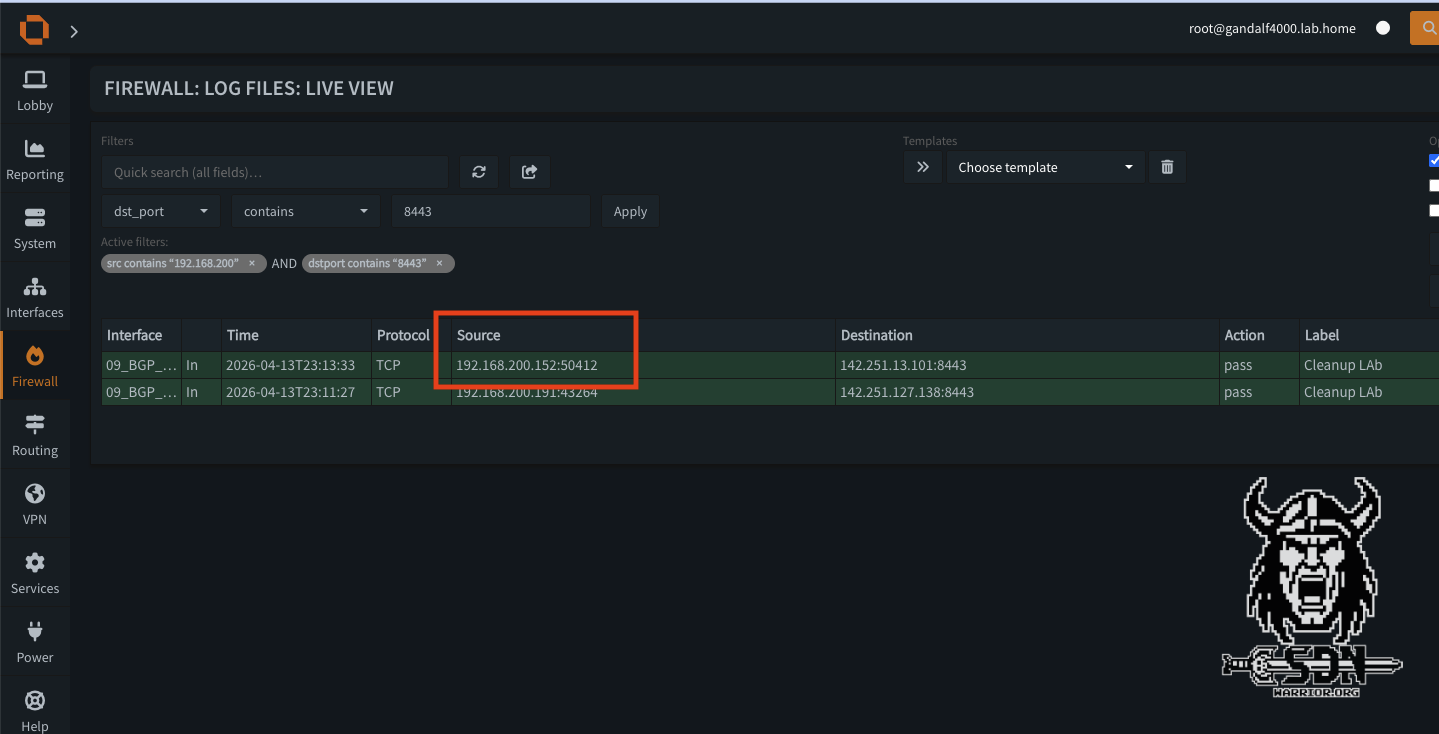 root@gandalf4000.lab.home
Lobby
Reporting
System
Interfaces
Firewall
Routing
VPN
Services
Power
Help
FIREWALL: LOG FILES: LIVE VIEW
Filters
Quick search (all fields)…
dst_port contains 8443 Apply
Active filters:
src contains “192.168.200” × AND dstport contains “8443” ×
Templates
Choose template
Interface Time Protocol Source Destination Action Label
09_BGP_… In 2026-04-13T23:13:33 TCP 192.168.200.152:50412 142.251.13.101:8443 pass Cleanup LAb
09_BGP_… In 2026-04-13T23:11:27 TCP 192.168.200.191:43264 142.251.127.138:8443 pass Cleanup LAb
SDN
WARRIOR.ORG